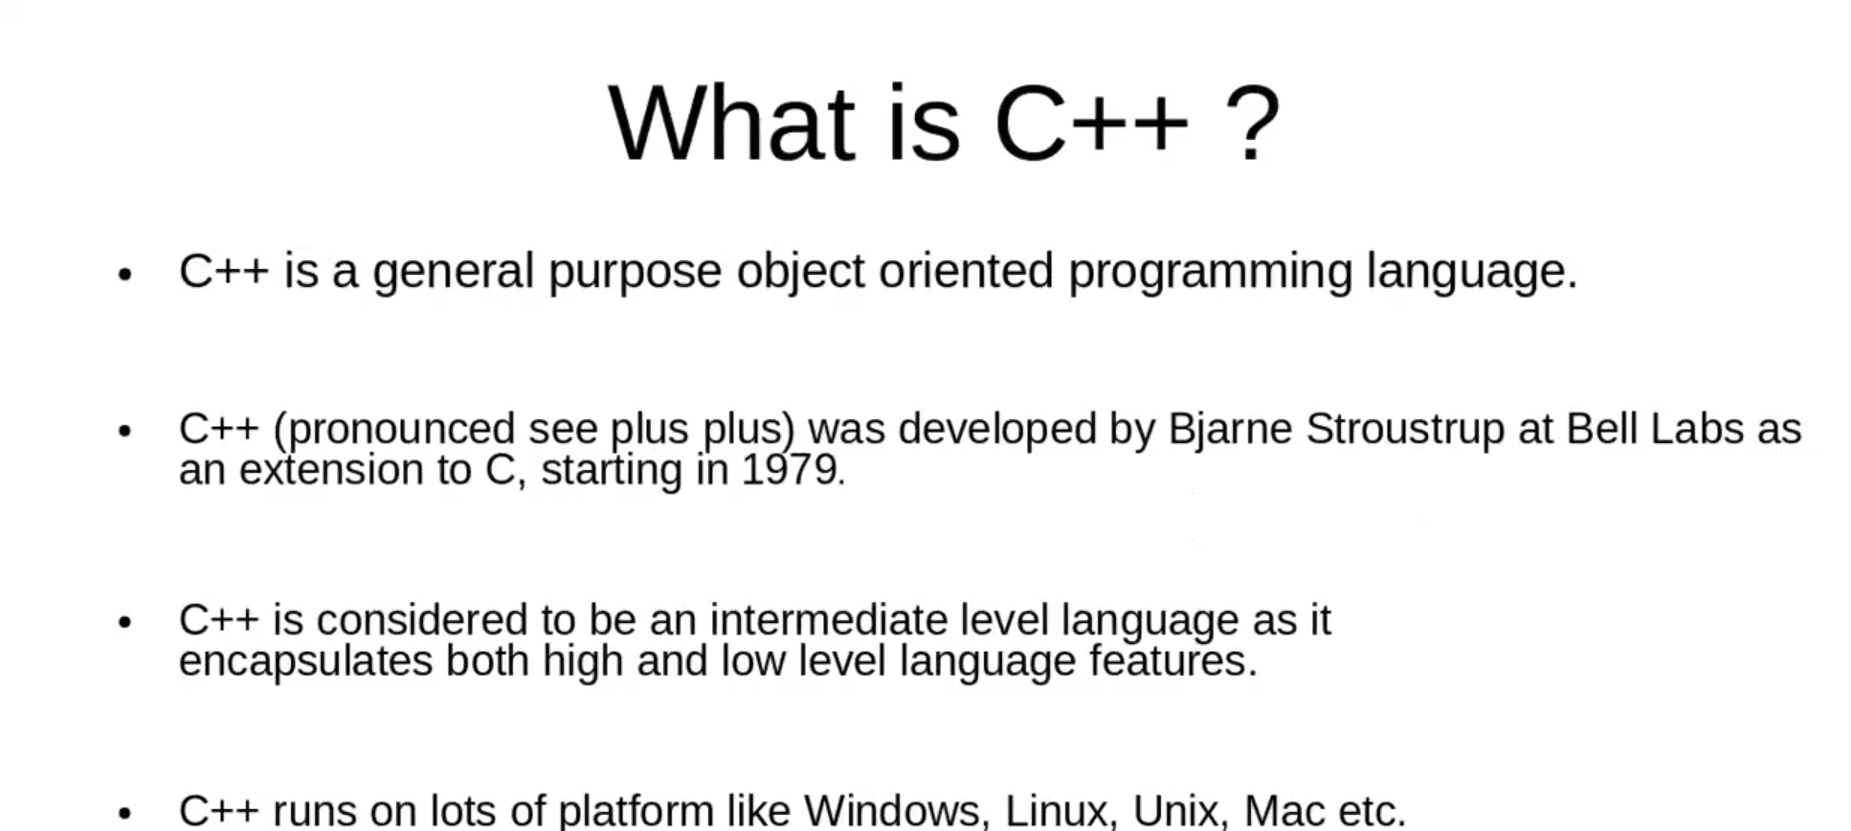 What is C++ ?
• C++ is a general purpose object oriented programming language.
• C++ (pronounced see plus plus) was developed by Bjarne Stroustrup at Bell Labs as
an extension to C, starting in 1979.
• C++ is considered to be an intermediate level language as it
encapsulates both high and low level language features.
• C++ runs on lots of platform like Windows, Linux, Unix, Mac etc.